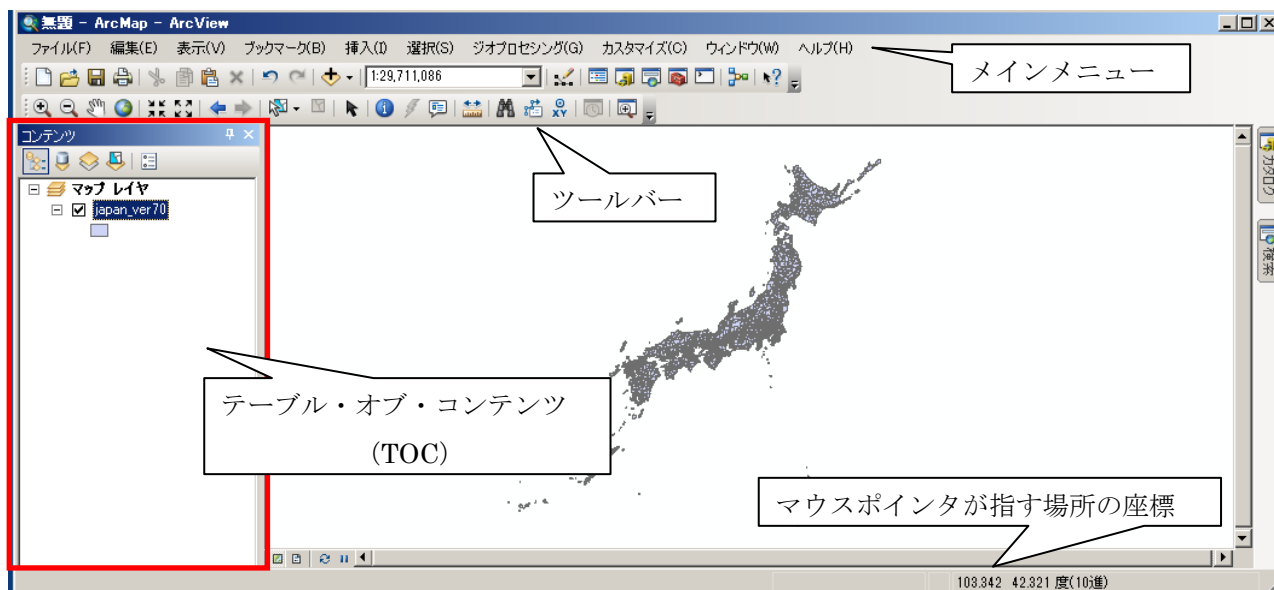 無題 - ArcMap - ArcView
ファイル(F) 編集(E) 表示(V) ブックマーク(B) 挿入(I) 選択(S) ジオプロセシング(G) カスタマイズ(C) ウィンドウ(W) ヘルプ(H)
メインメニュー
1:29,711,086
コンテンツ
マップ レイヤ
japan_ver70
ツールバー
カタログ
検索
テーブル・オブ・コンテンツ
(TOC)
マウスポインタが指す場所の座標
103.342 42.321 度(10進)